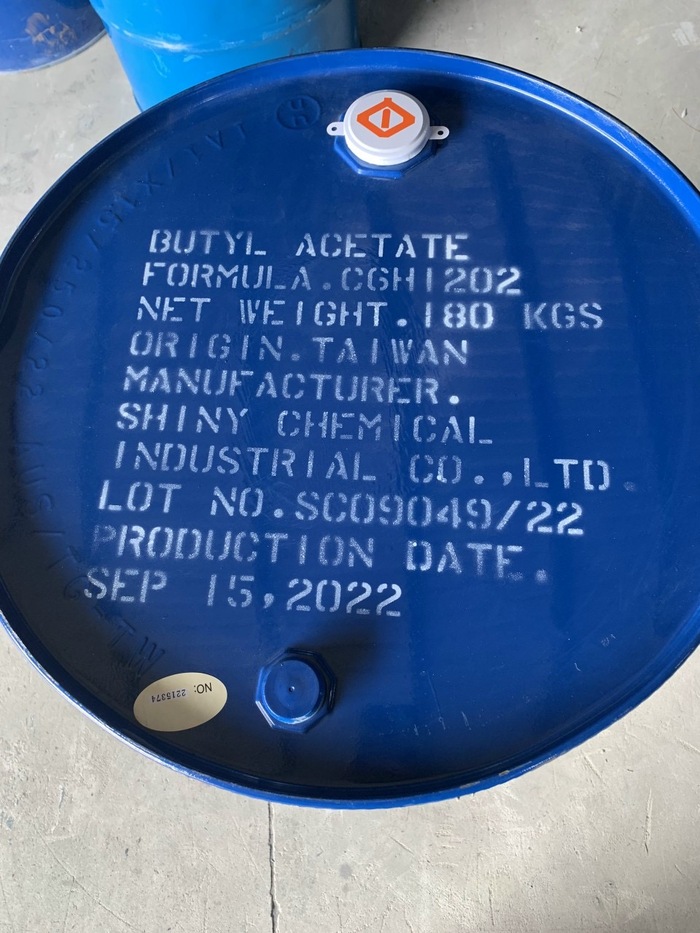 BUTYL ACETATE
FORMULA.C6H1202
NET WEIGHT.180 KGS
ORIGIN.TAIWAN
MANUFACTURER.
SHINY CHEMICAL
INDUSTRIAL CO.,LTD.
LOT NO.SC09049/22
PRODUCTION DATE.
SEP 15,2022
NO: 2215374